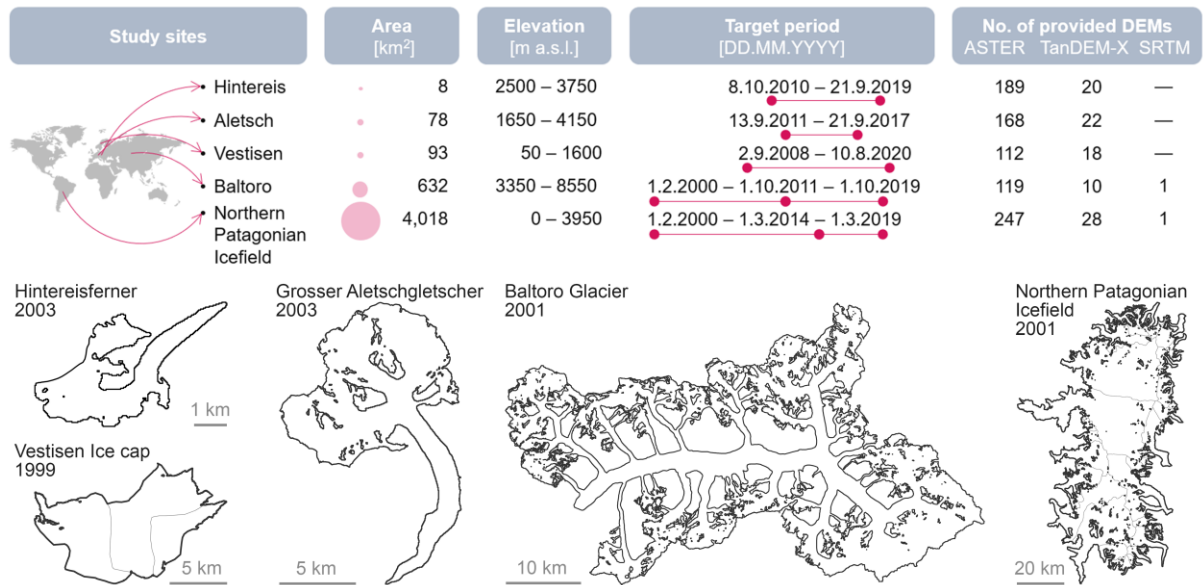 Study sites
Area
[km²]
Elevation
[m a.s.l.]
Target period
[DD.MM.YYYY]
No. of provided DEMs
ASTER TanDEM-X SRTM
Hintereis 8 2500 – 3750 8.10.2010 – 21.9.2019 189 20 —
Aletsch 78 1650 – 4150 13.9.2011 – 21.9.2017 168 22 —
Vestisen 93 50 – 1600 2.9.2008 – 10.8.2020 112 18 —
Baltoro 632 3350 – 8550 1.2.2000 – 1.10.2011 – 1.10.2019 119 10 1
Northern 4,018 0 – 3950 1.2.2000 – 1.3.2014 – 1.3.2019 247 28 1
Patagonian
Icefield
Hintereisferner
2003
1 km
Vestisen Ice cap
1999
5 km
Grosser Aletschgletscher
2003
5 km
Baltoro Glacier
2001
10 km
Northern Patagonian
Icefield
2001
20 km